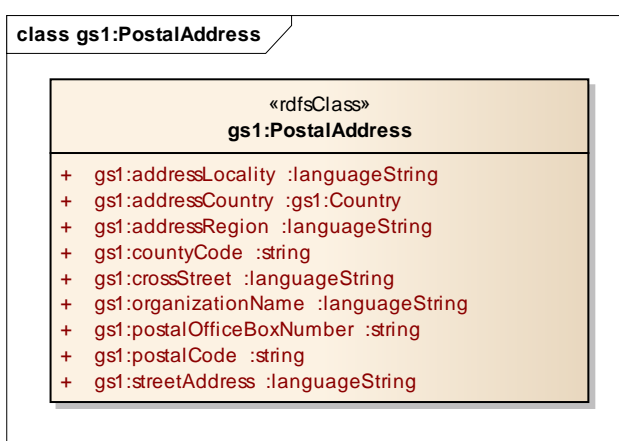 class gs1:PostalAddress
«rdfsClass»
gs1:PostalAddress
+ gs1:addressLocality :languageString
+ gs1:addressCountry :gs1:Country
+ gs1:addressRegion :languageString
+ gs1:countyCode :string
+ gs1:crossStreet :languageString
+ gs1:organizationName :languageString
+ gs1:postalOfficeBoxNumber :string
+ gs1:postalCode :string
+ gs1:streetAddress :languageString